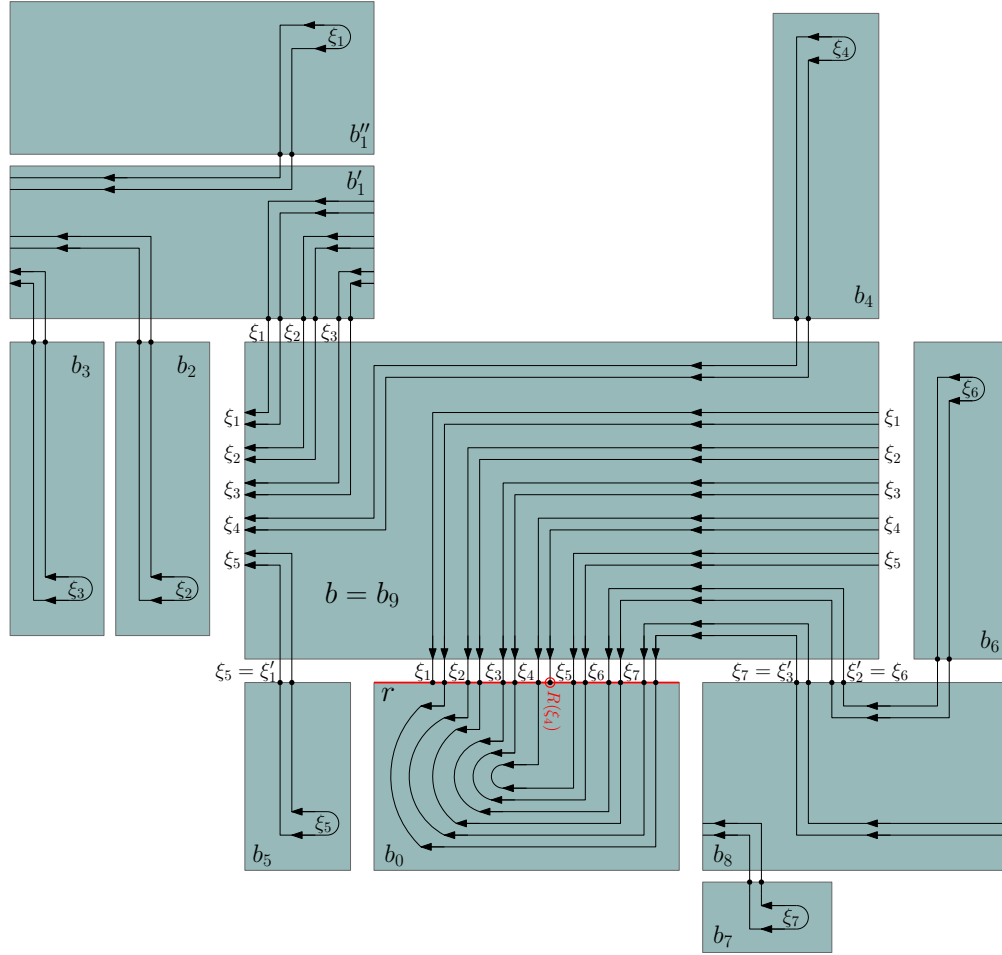 ξ₁
ξ₄
b₁″
b₁′
b₄
ξ₁ ξ₂ ξ₃
b₃
b₂
ξ₆
ξ₁
ξ₁
ξ₂
ξ₂
ξ₃
ξ₃
ξ₄
ξ₄
ξ₅
ξ₅
ξ₃
ξ₂
b = b₉
b₆
ξ₅ = ξ₁′
ξ₁ ξ₂ ξ₃ ξ₄ ξ₅ ξ₆ ξ₇
ξ₇ = ξ₃′
ξ₂′ = ξ₆
r
R(ξ₄)
ξ₅
b₅
b₀
b₈
ξ₇
b₇